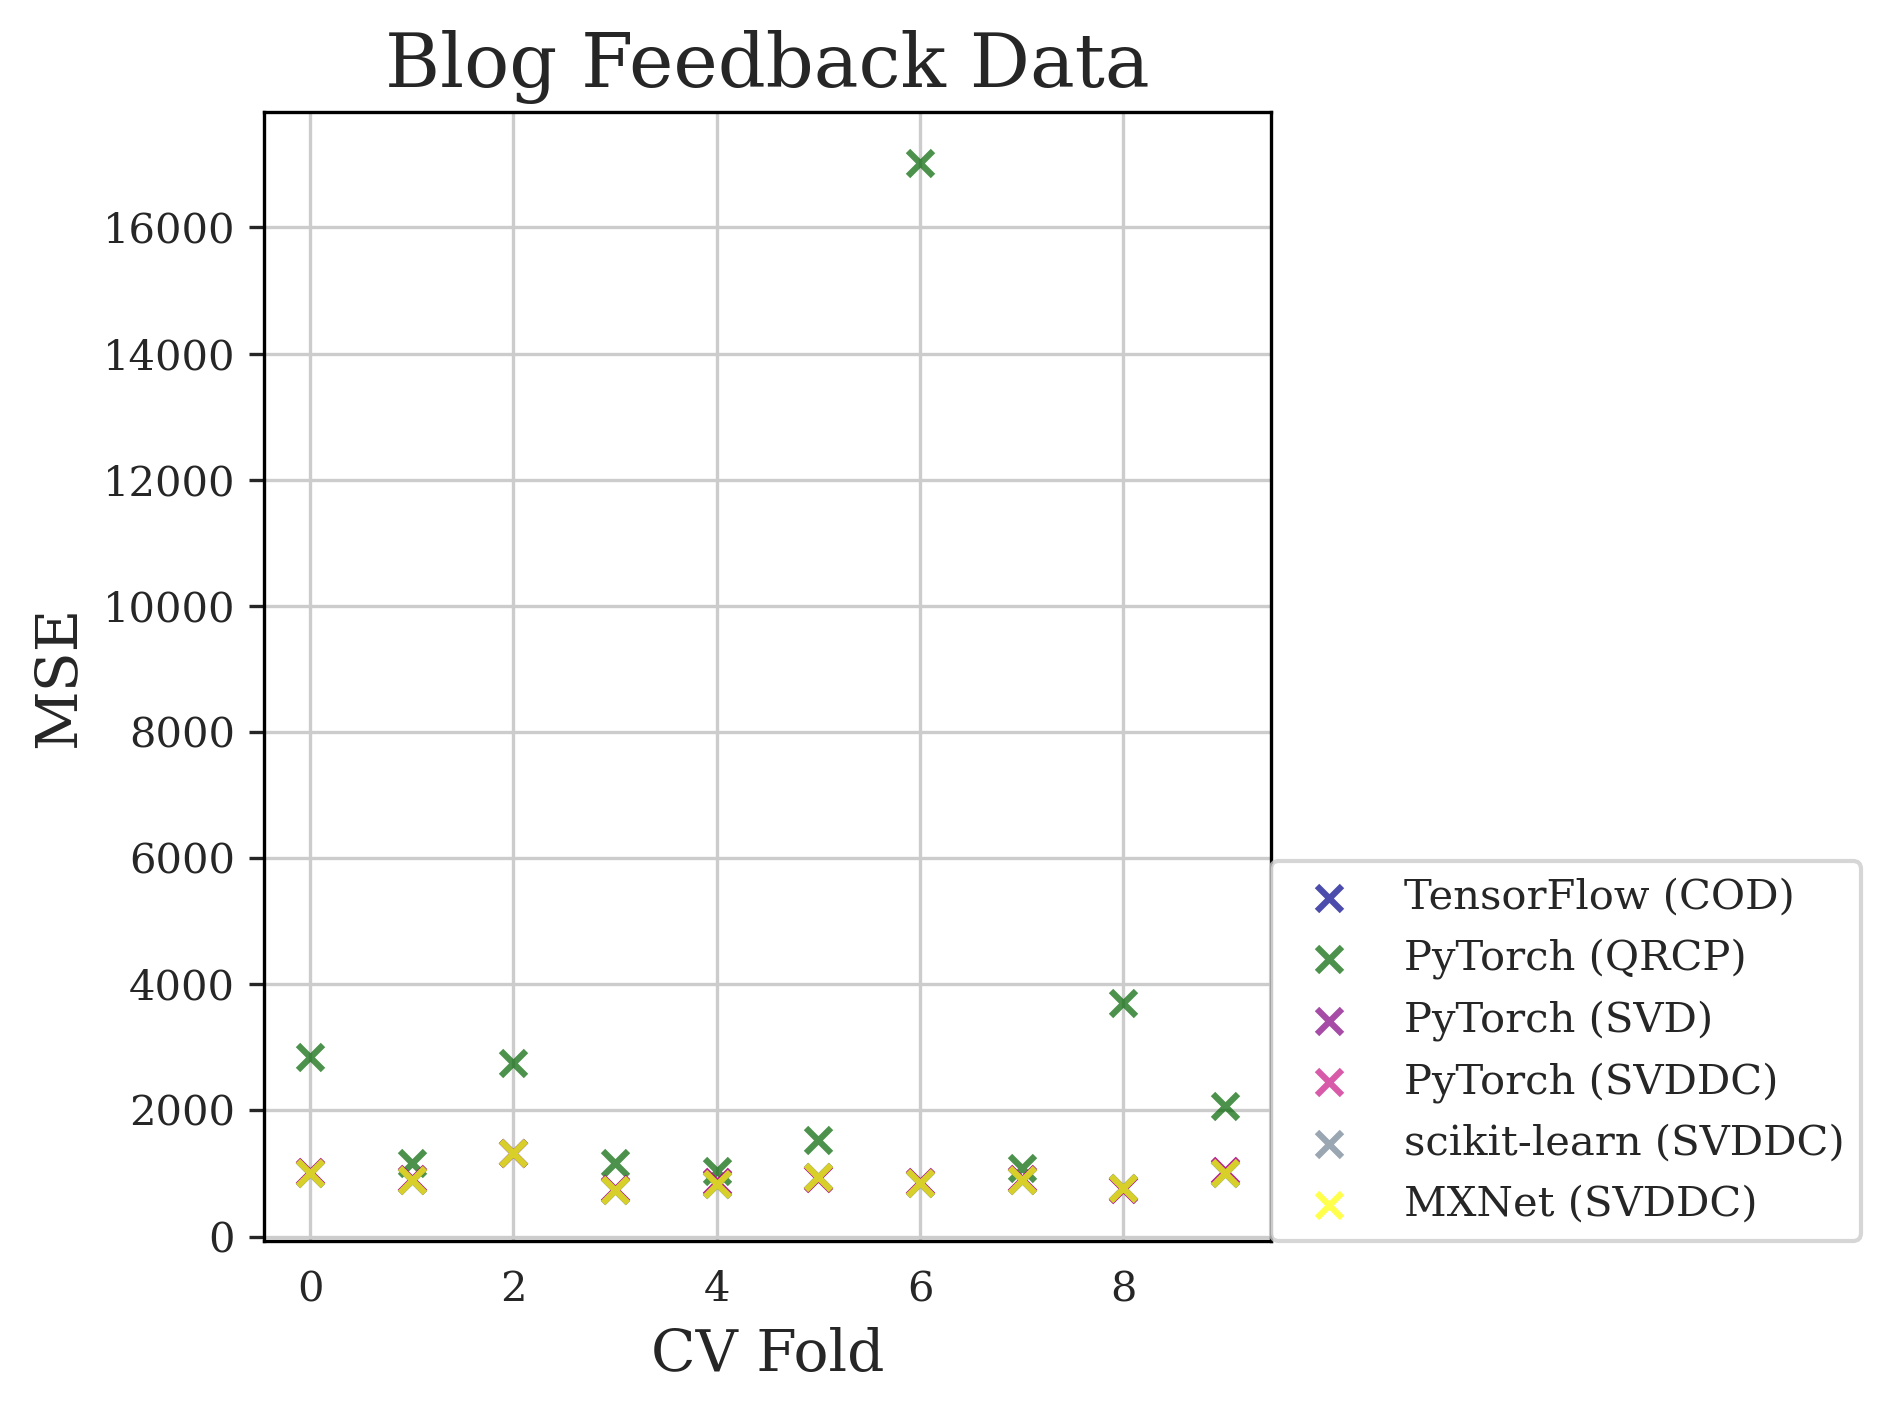 Blog Feedback Data
MSE
16000
14000
12000
10000
8000
6000
4000
2000
0
0 2 4 6 8
CV Fold
TensorFlow (COD)
PyTorch (QRCP)
PyTorch (SVD)
PyTorch (SVDDC)
scikit-learn (SVDDC)
MXNet (SVDDC)